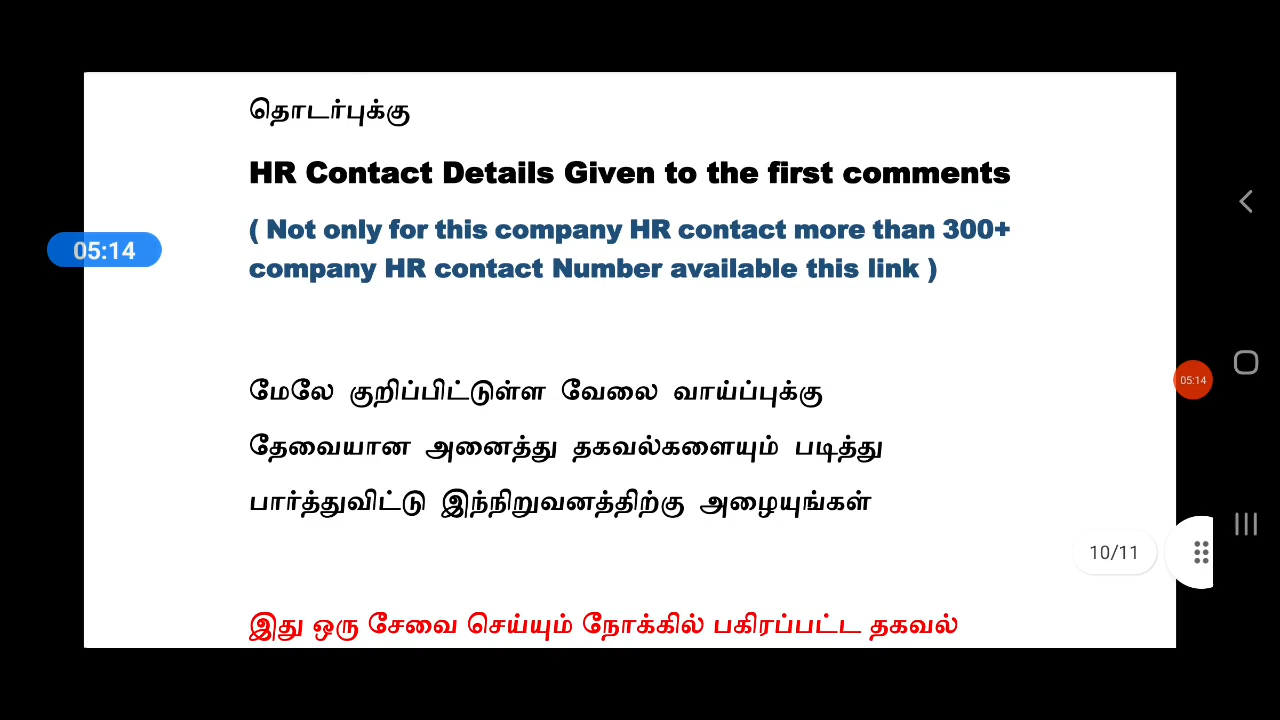 தொடர்புக்கு
HR Contact Details Given to the first comments
( Not only for this company HR contact more than 300+
company HR contact Number available this link )
05:14
05:14
மேலே குறிப்பிட்டுள்ள வேலை வாய்ப்புக்கு
தேவையான அனைத்து தகவல்களையும் படித்து
பார்த்துவிட்டு இந்நிறுவனத்திற்கு அழையுங்கள்
10/11
இது ஒரு சேவை செய்யும் நோக்கில் பகிரப்பட்ட தகவல்